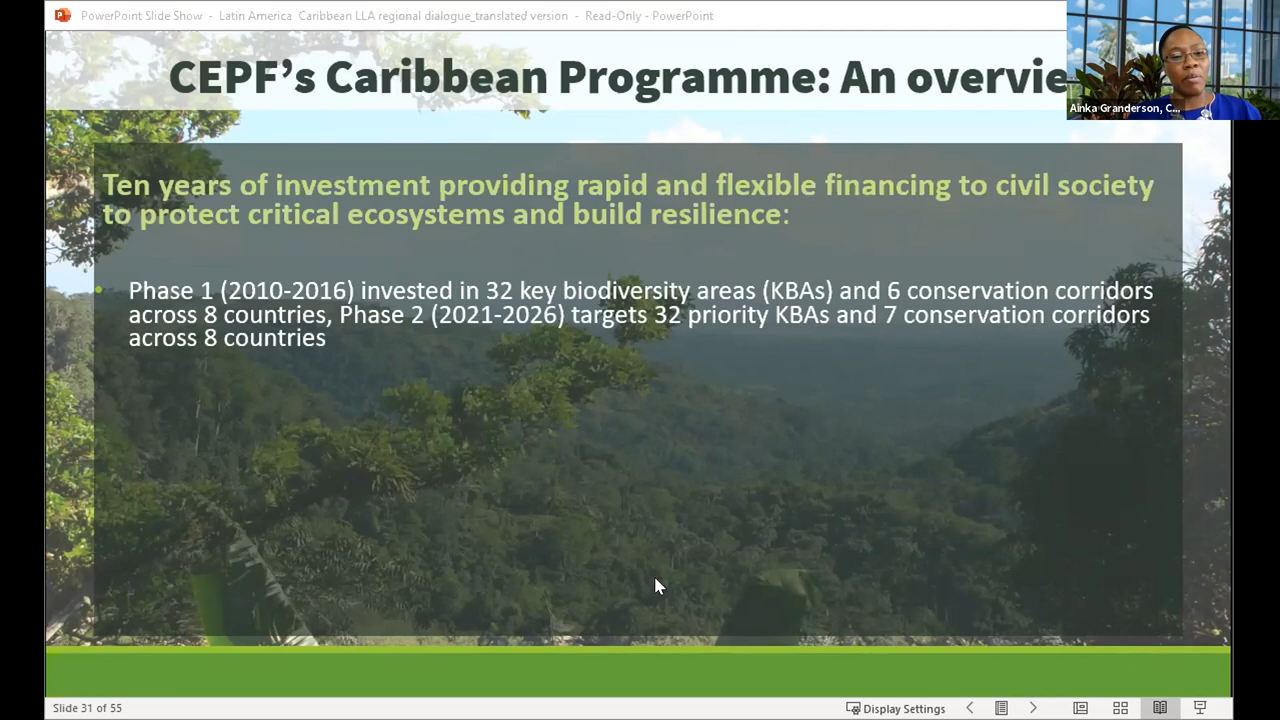 PowerPoint Slide Show - Latin America Caribbean LLA regional dialogue_translated version - Read-Only - PowerPoint
CEPF's Caribbean Programme: An overvie
Ainka Granderson, C...
Ten years of investment providing rapid and flexible financing to civil society
to protect critical ecosystems and build resilience:
• Phase 1 (2010-2016) invested in 32 key biodiversity areas (KBAs) and 6 conservation corridors
across 8 countries, Phase 2 (2021-2026) targets 32 priority KBAs and 7 conservation corridors
across 8 countries
Slide 31 of 55
Display Settings